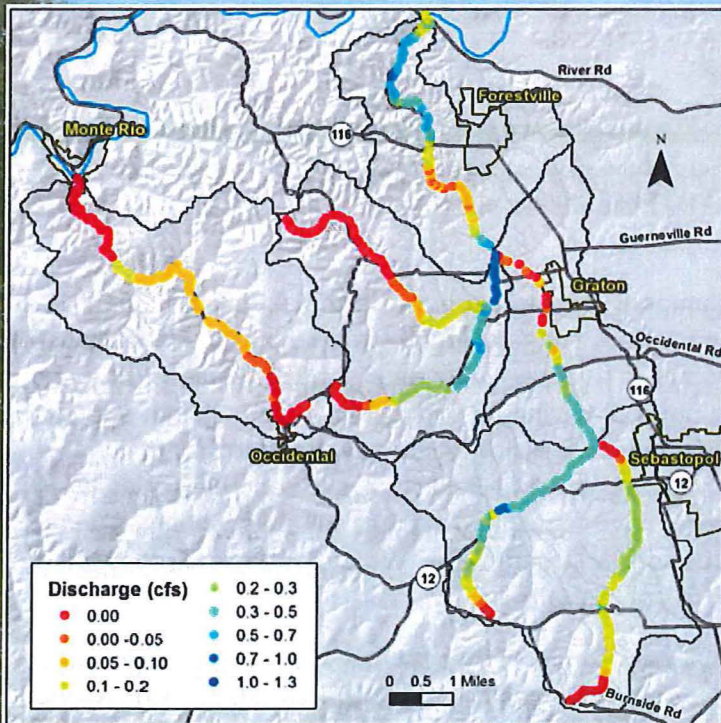 River Rd
Forestville
116
Monte Rio
N
Guerneville Rd
Graton
Occidental Rd
116
Occidental
Sebastopol
12
12
Discharge (cfs)
0.00
0.00 -0.05
0.05 - 0.10
0.1 - 0.2
0.2 - 0.3
0.3 - 0.5
0.5 - 0.7
0.7 - 1.0
1.0 - 1.3
0 0.5 1 Miles
Burnside Rd